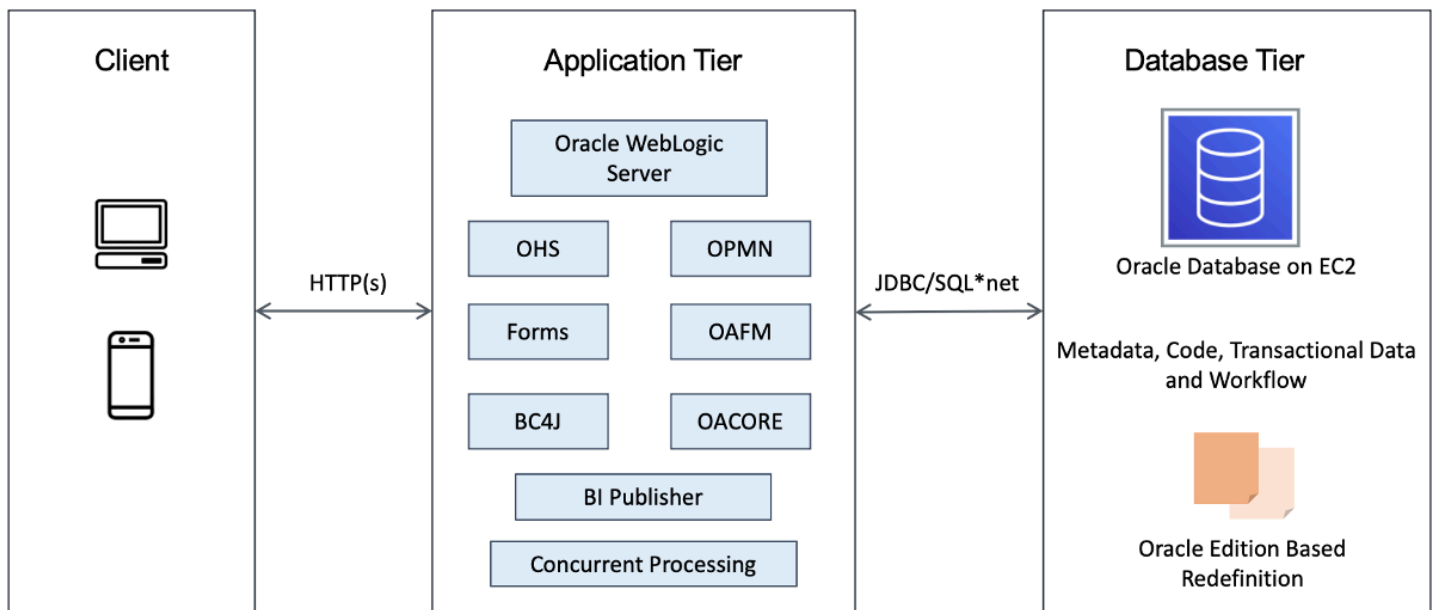 Client
HTTP(s)
Application Tier
Oracle WebLogic
Server
OHS
OPMN
Forms
OAFM
BC4J
OACORE
BI Publisher
Concurrent Processing
JDBC/SQL*net
Database Tier
Oracle Database on EC2
Metadata, Code, Transactional Data
and Workflow
Oracle Edition Based
Redefinition